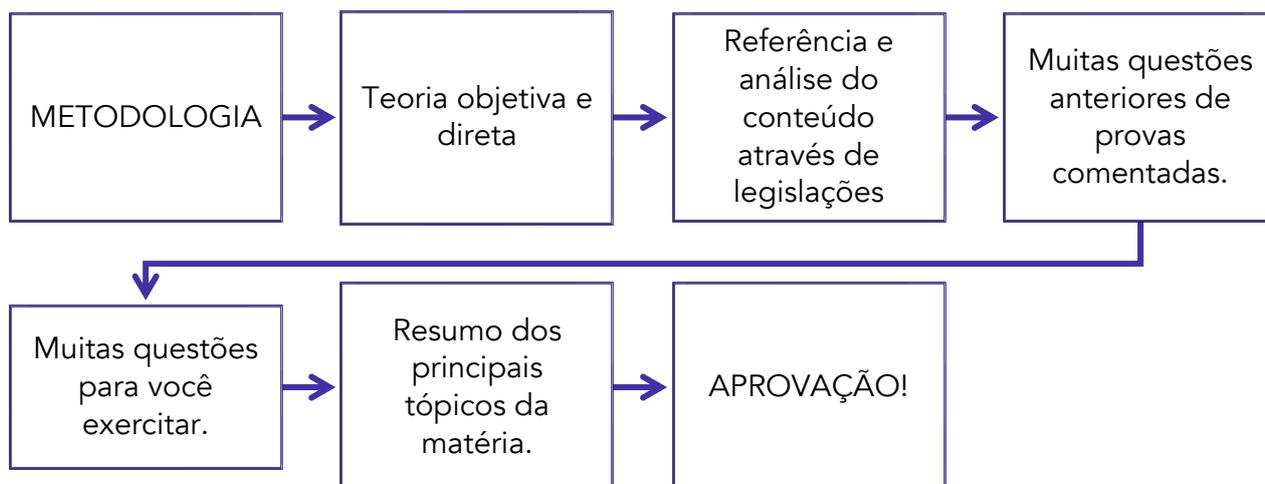 METODOLOGIA
Teoria objetiva e
direta
Referência e
análise do
conteúdo
através de
legislações
Muitas questões
anteriores de
provas
comentadas.
Muitas questões
para você
exercitar.
Resumo dos
principais
tópicos da
matéria.
APROVAÇÃO!